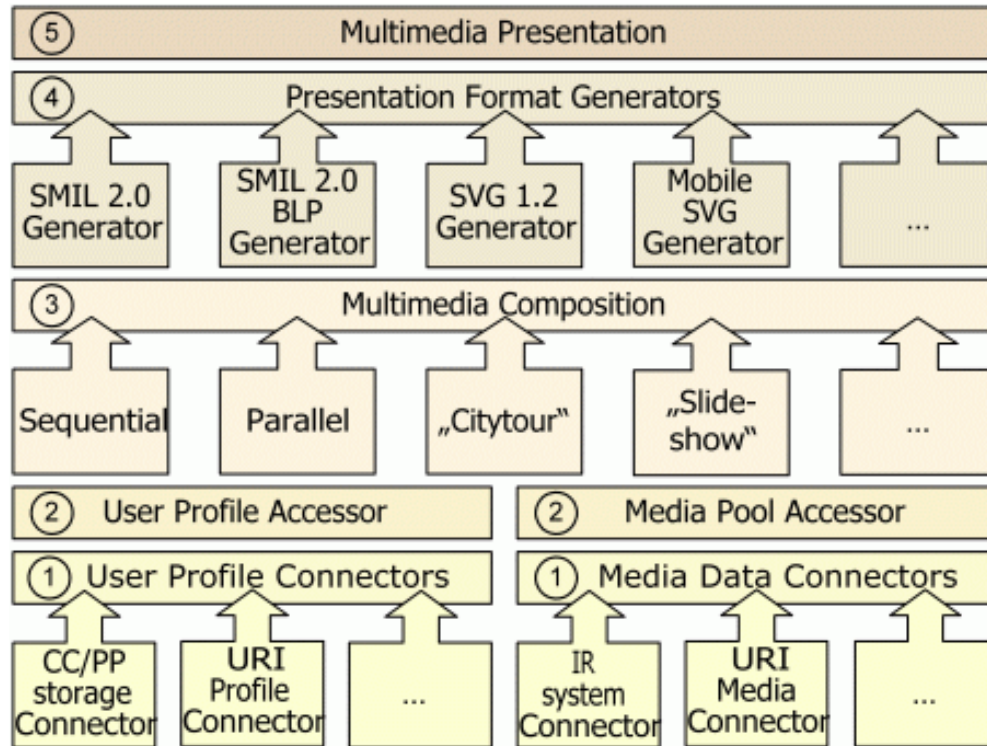 5 Multimedia Presentation
4 Presentation Format Generators
SMIL 2.0
Generator
SMIL 2.0
BLP
Generator
SVG 1.2
Generator
Mobile
SVG
Generator
...
3 Multimedia Composition
Sequential
Parallel
„Citytour“
„Slide-
show“
...
2 User Profile Accessor
2 Media Pool Accessor
1 User Profile Connectors
1 Media Data Connectors
CC/PP
storage
Connector
URI
Profile
Connector
...
IR
system
Connector
URI
Media
Connector
...